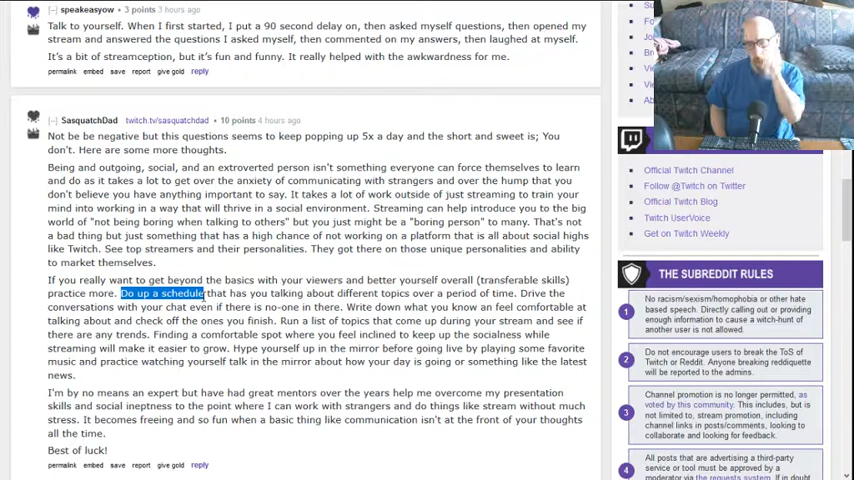 [–] speakeasyow • 3 points 3 hours ago
Talk to yourself. When I first started, I put a 90 second delay on, then asked myself questions, then opened my
stream and answered the questions I asked myself, then commented on my answers, then laughed at myself.
It's a bit of streamception, but it's fun and funny. It really helped with the awkwardness for me.
permalink embed save report give gold reply
[–] SasquatchDad twitch.tv/sasquatchdad • 10 points 4 hours ago
Not be be negative but this questions seems to keep popping up 5x a day and the short and sweet is; You
don't. Here are some more thoughts.
Being and outgoing, social, and an extroverted person isn't something everyone can force themselves to learn
and do as it takes a lot to get over the anxiety of communicating with strangers and over the hump that you
don't believe you have anything important to say. It takes a lot of work outside of just streaming to train your
mind into working in a way that will thrive in a social environment. Streaming can help introduce you to the big
world of "not being boring when talking to others" but you just might be a "boring person" to many. That's not
a bad thing but just something that has a high chance of not working on a platform that is all about social highs
like Twitch. See top streamers and their personalities. They got there on those unique personalities and ability
to market themselves.
If you really want to get beyond the basics with your viewers and better yourself overall (transferable skills)
practice more. Do up a schedule that has you talking about different topics over a period of time. Drive the
conversations with your chat even if there is no-one in there. Write down what you know an feel comfortable at
talking about and check off the ones you finish. Run a list of topics that come up during your stream and see if
there are any trends. Finding a comfortable spot where you feel inclined to keep up the socialness while
streaming will make it easier to grow. Hype yourself up in the mirror before going live by playing some favorite
music and practice watching yourself talk in the mirror about how your day is going or something like the latest
news.
I'm by no means an expert but have had great mentors over the years help me overcome my presentation
skills and social ineptness to the point where I can work with strangers and do things like stream without much
stress. It becomes freeing and so fun when a basic thing like communication isn't at the front of your thoughts
all the time.
Best of luck!
permalink embed save report give gold reply
Official Twitch Channel
Follow @Twitch on Twitter
Official Twitch Blog
Twitch UserVoice
Get on Twitch Weekly
THE SUBREDDIT RULES
1
No racism/sexism/homophobia or other hate
based speech. Directly calling out or providing
enough information to cause a witch-hunt of
another user is not allowed.
2
Do not encourage users to break the ToS of
Twitch or Reddit. Anyone breaking reddiquette
will be reported to the admins.
3
Channel promotion is no longer permitted, as
voted by this community. This includes, but is
not limited to, stream promotion, including
channel links in posts/comments, looking to
collaborate and looking for feedback.
4
All posts that are advertising a third-party
service or tool must be approved by a
moderator via the requests system. If in doubt